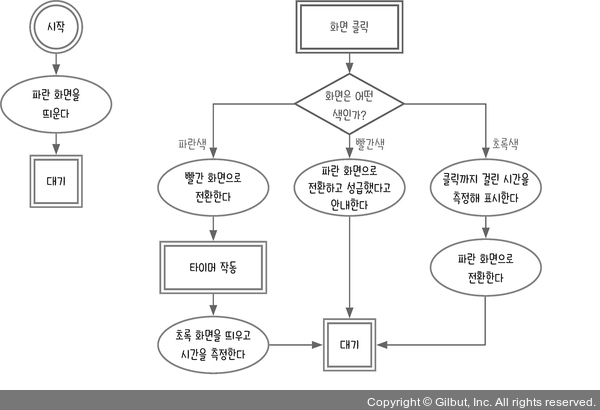 시작
파란 화면을
띄운다
대기
화면 클릭
화면은 어떤
색인가?
파란색
빨간색
초록색
빨간 화면으로
전환한다
타이머 작동
초록 화면을 띄우고
시간을 측정한다
파란 화면으로
전환하고 성급했다고
안내한다
클릭까지 걸린 시간을
측정해 표시한다
파란 화면으로
전환한다
대기
Copyright © Gilbut, Inc. All rights reserved.